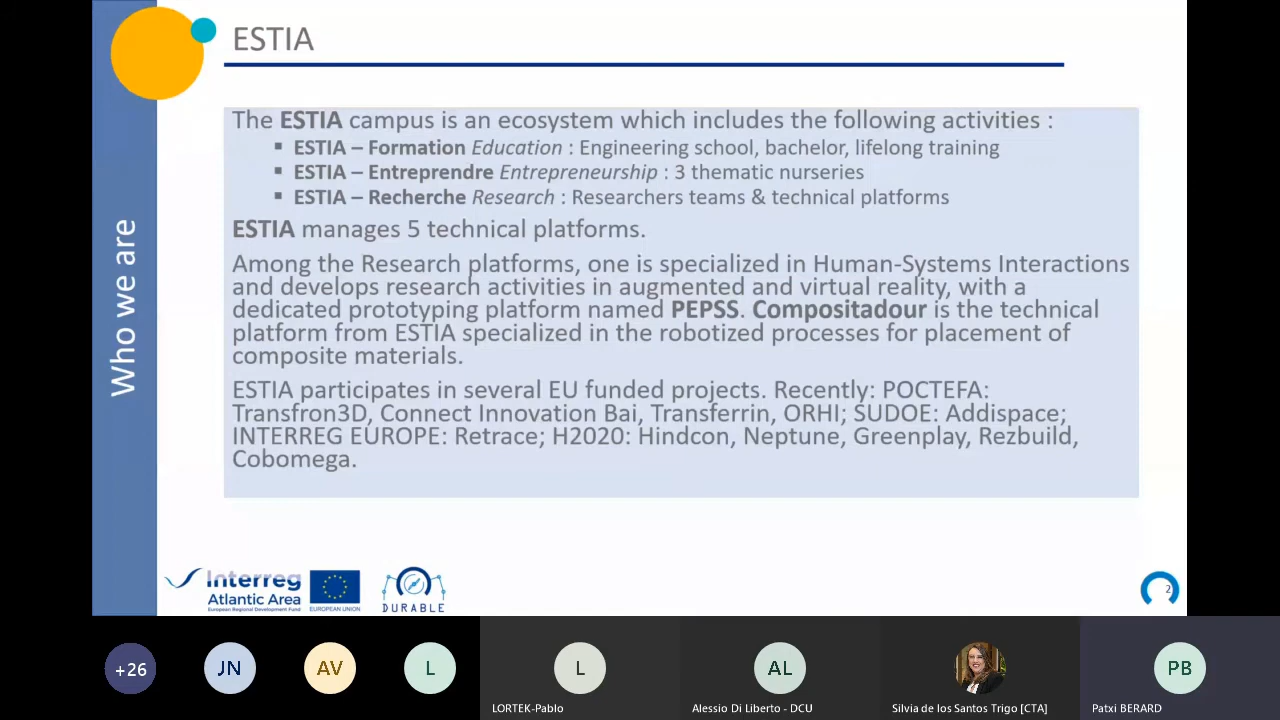 ESTIA
Who we are
The ESTIA campus is an ecosystem which includes the following activities :
▪ ESTIA – Formation Education : Engineering school, bachelor, lifelong training
▪ ESTIA – Entreprendre Entrepreneurship : 3 thematic nurseries
▪ ESTIA – Recherche Research : Researchers teams & technical platforms
ESTIA manages 5 technical platforms.
Among the Research platforms, one is specialized in Human-Systems Interactions
and develops research activities in augmented and virtual reality, with a
dedicated prototyping platform named PEPSS. Compositadour is the technical
platform from ESTIA specialized in the robotized processes for placement of
composite materials.
ESTIA participates in several EU funded projects. Recently: POCTEFA:
Transfron3D, Connect Innovation Bai, Transferrin, ORHI; SUDOE: Addispace;
INTERREG EUROPE: Retrace; H2020: Hindcon, Neptune, Greenplay, Rezbuild,
Cobomega.
Interreg
Atlantic Area
European Regional Development Fund
EUROPEAN UNION
DURABLE
2
+26
JN
AV
L
L
AL
PB
LORTEK-Pablo
Alessio Di Liberto - DCU
Silvia de los Santos Trigo [CTA]
Patxi BERARD